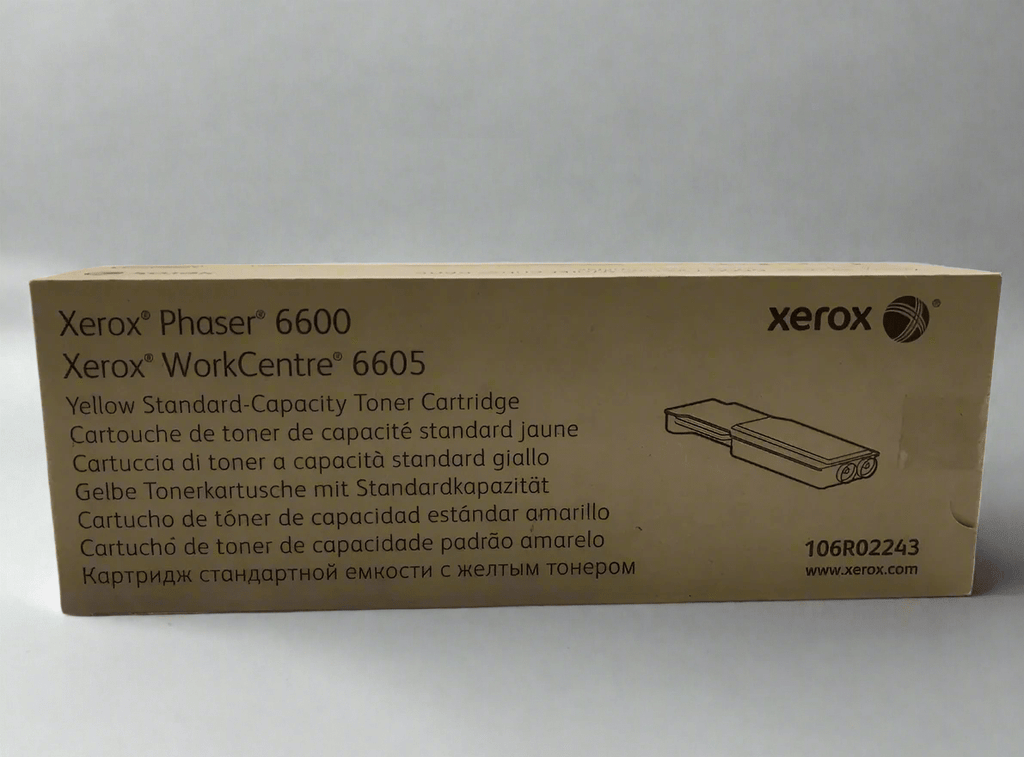 Xerox® Phaser® 6600
Xerox® WorkCentre® 6605
Yellow Standard-Capacity Toner Cartridge
Cartouche de toner de capacité standard jaune
Cartuccia di toner a capacità standard giallo
Gelbe Tonerkartusche mit Standardkapazität
Cartucho de tóner de capacidad estándar amarillo
Cartucho de toner de capacidade padrão amarelo
Картридж стандартной емкости с желтым тонером
xerox ®
106R02243
www.xerox.com